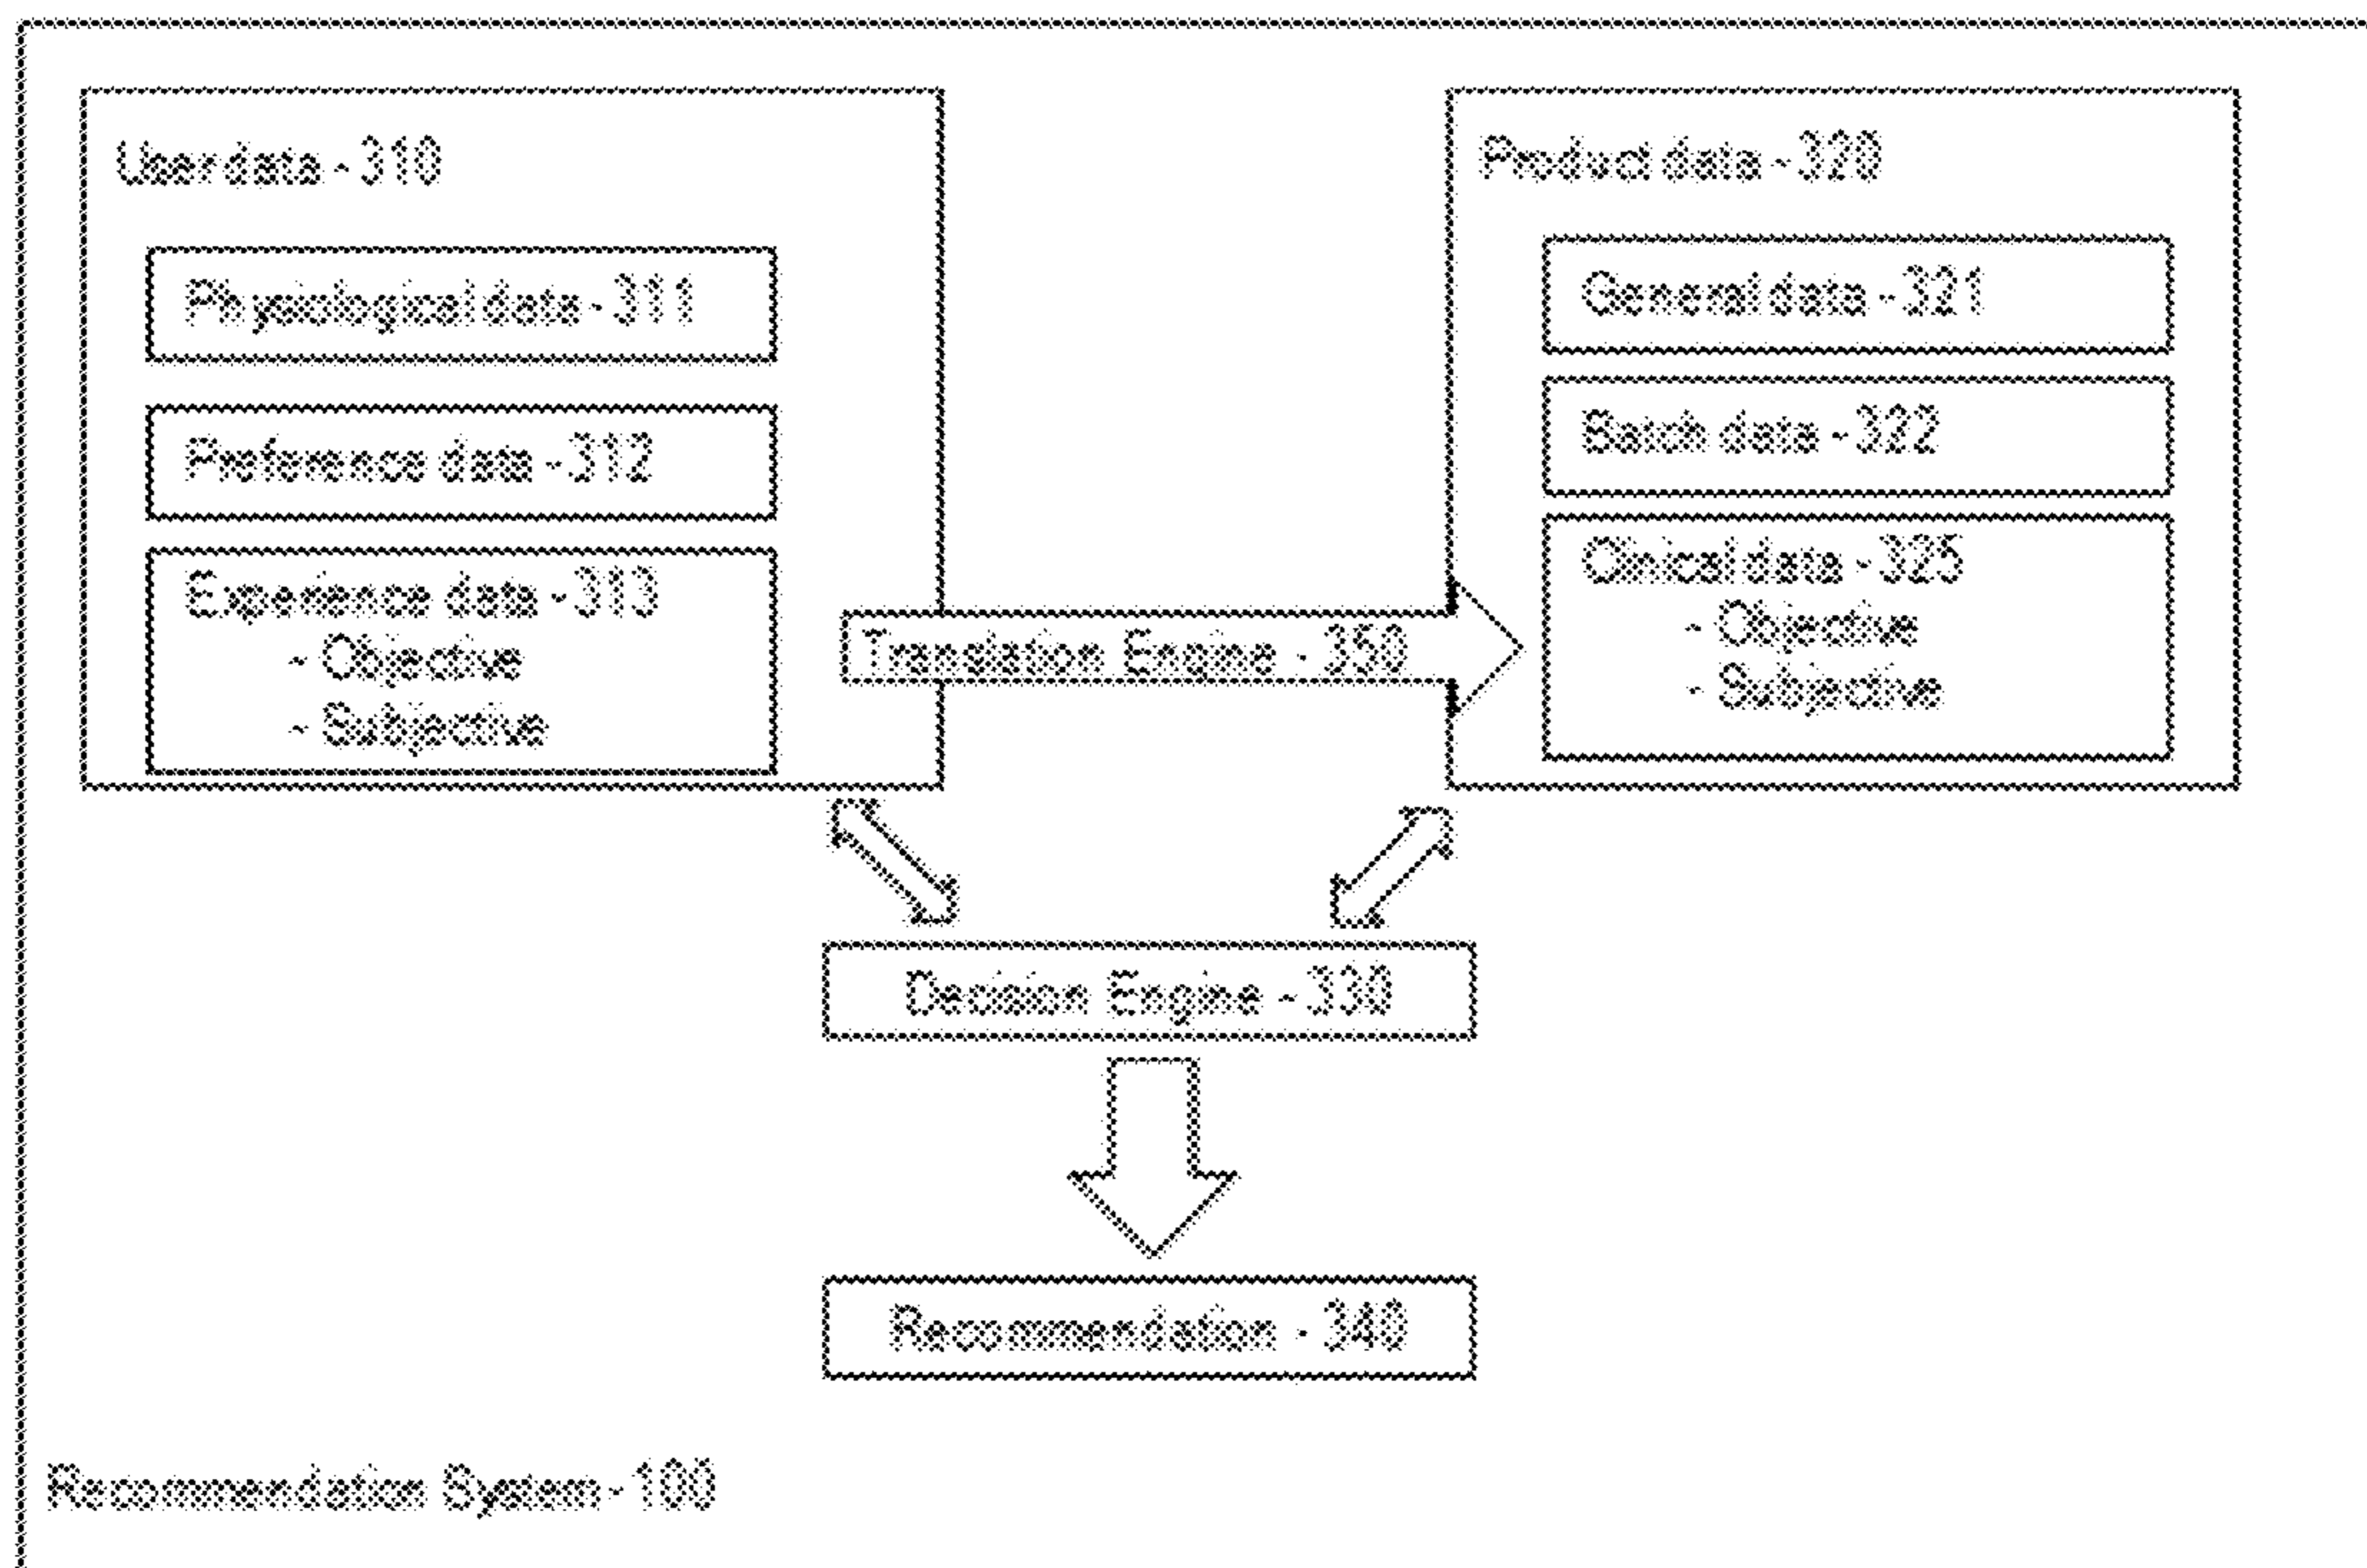 User data - 310
Physiological data - 311
Preference data - 312
Experience data - 313
- Objective
- Subjective
Translation Engine - 350
Product data - 320
General data - 321
Batch data - 322
Clinical data - 325
- Objective
- Subjective
Decision Engine - 330
Recommendation - 340
Recommendation System - 100